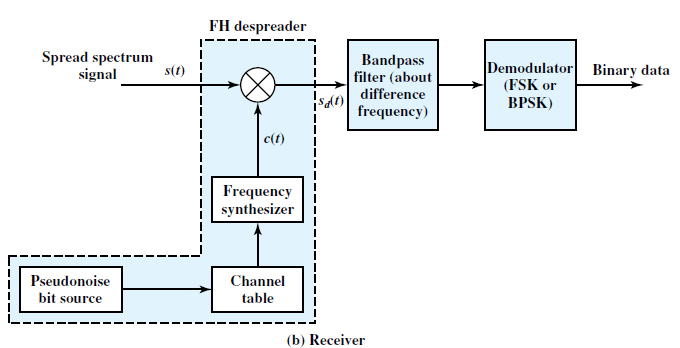 FH despreader
Spread spectrum
signal
s(t)
Bandpass
filter (about
difference
frequency)
Demodulator
(FSK or
BPSK)
Binary data
sd(t)
c(t)
Frequency
synthesizer
Pseudonoise
bit source
Channel
table
(b) Receiver